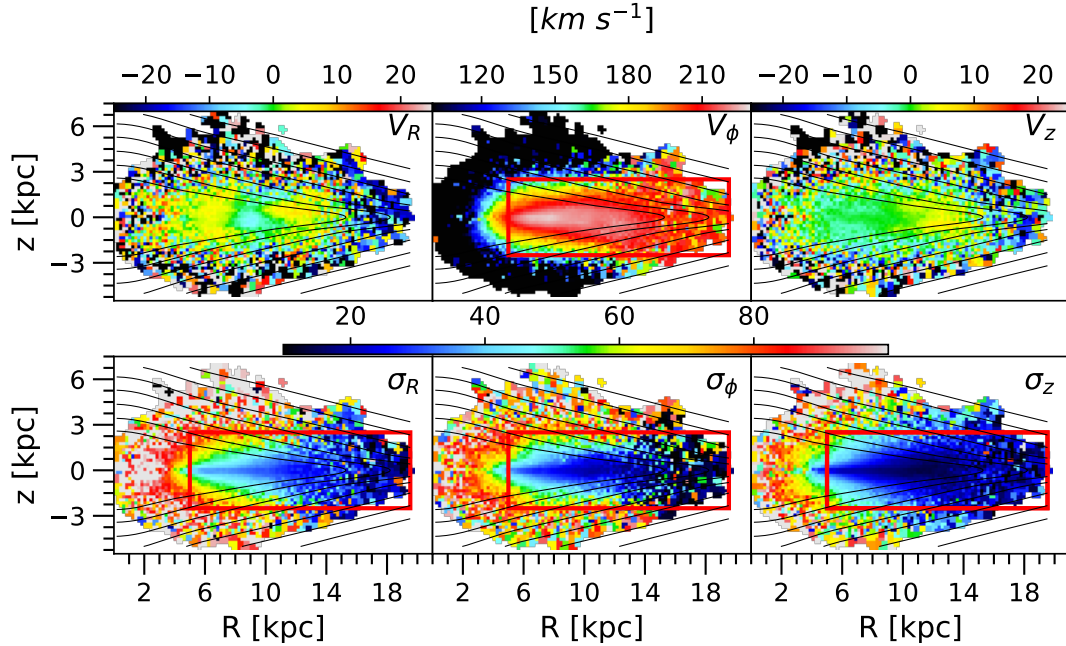 [km s⁻¹]
−20 −10 0 10 20 120 150 180 210 −20 −10 0 10 20
V_R V_ϕ V_z
6
3
0
−3
z [kpc]
20 40 60 80
σ_R σ_ϕ σ_z
6
3
0
−3
z [kpc]
2 6 10 14 18 2 6 10 14 18 2 6 10 14 18
R [kpc] R [kpc] R [kpc]